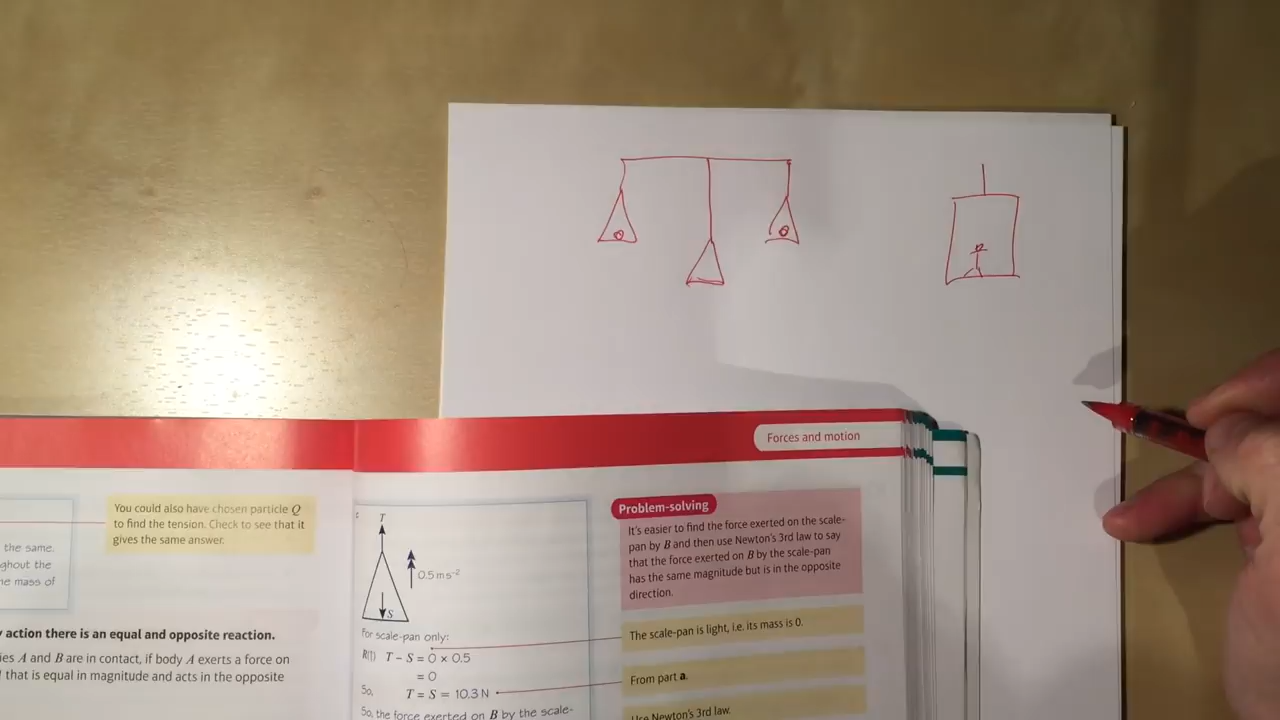 Forces and motion
You could also have chosen particle Q
to find the tension. Check to see that it
gives the same answer.
the same.
the
mass of
action there is an equal and opposite reaction.
A and B are in contact, if body A exerts a force on
that is equal in magnitude and acts in the opposite
T
0.5 m s⁻²
S
For scale-pan only:
R(↑) T − S = 0 × 0.5
= 0
So, T = S = 10.3 N
So, the force exerted on B by the scale-
Problem-solving
It's easier to find the force exerted on the scale-
pan by B and then use Newton's 3rd law to say
that the force exerted on B by the scale-pan
has the same magnitude but is in the opposite
direction.
The scale-pan is light, i.e. its mass is 0.
From part a.
Use Newton's 3rd law.